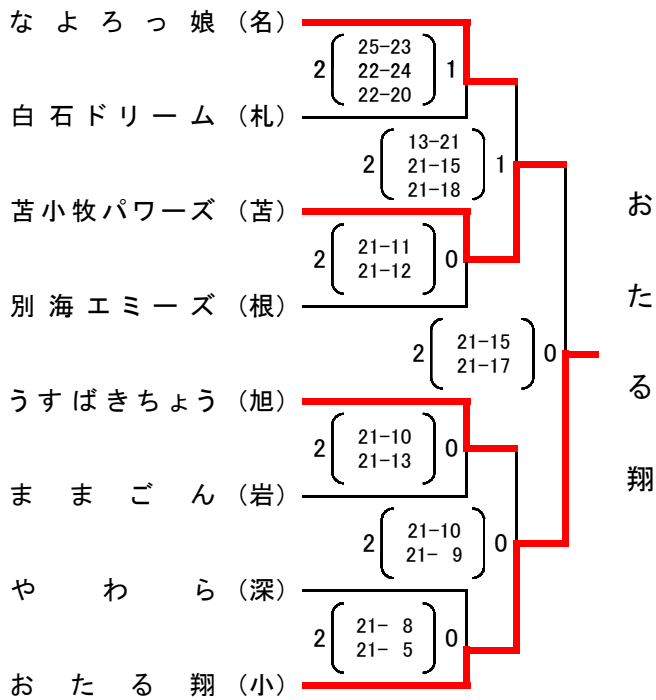 なよろっ娘（名）
2 25-23 1
22-24
22-20
白石ドリーム（札）
2 13-21 1
21-15
21-18
苫小牧パワーズ（苫）
2 21-11 0
21-12
別海エミーズ（根）
2 21-15 0
21-17
うすばきちょう（旭）
2 21-10 0
21-13
ままごん（岩）
2 21-10 0
21- 9
やわら（深）
2 21- 8 0
21- 5
おたる翔（小）
おたる翔